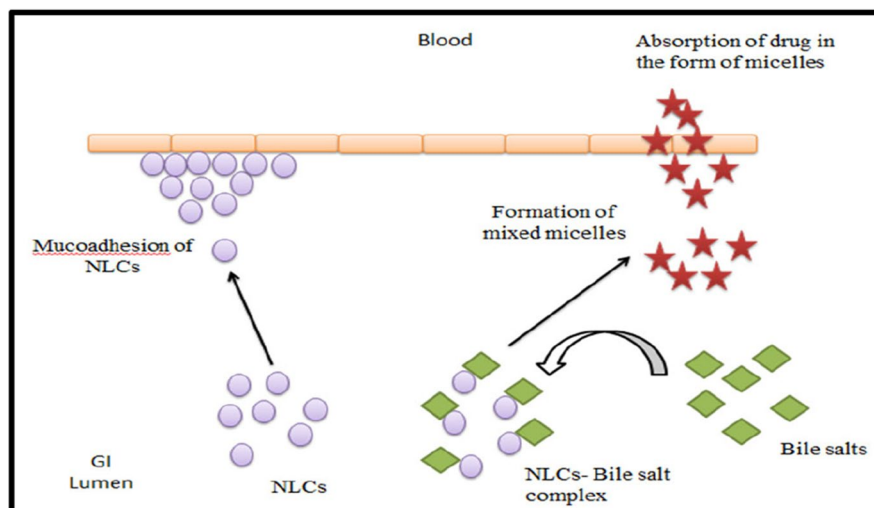 Blood
Absorption of drug in
the form of micelles
Formation of
mixed micelles
Mucoadhesion of
NLCs
GI
Lumen
NLCs
NLCs- Bile salt
complex
Bile salts